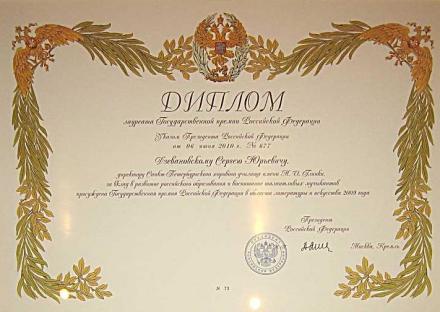 ДИПЛОМ
лауреата Государственной премии Российской Федерации
Указом Президента Российской Федерации
от 06 июня 2010 г. № 677
Дзевановскому Сергею Юрьевичу,
директору Санкт-Петербургского хорового училища имени М. И. Глинки,
за вклад в развитие российского образования и воспитание талантливых музыкантов
присуждена Государственная премия Российской Федерации в области литературы и искусства 2009 года
Президент
Российской Федерации
Москва, Кремль
№ 73